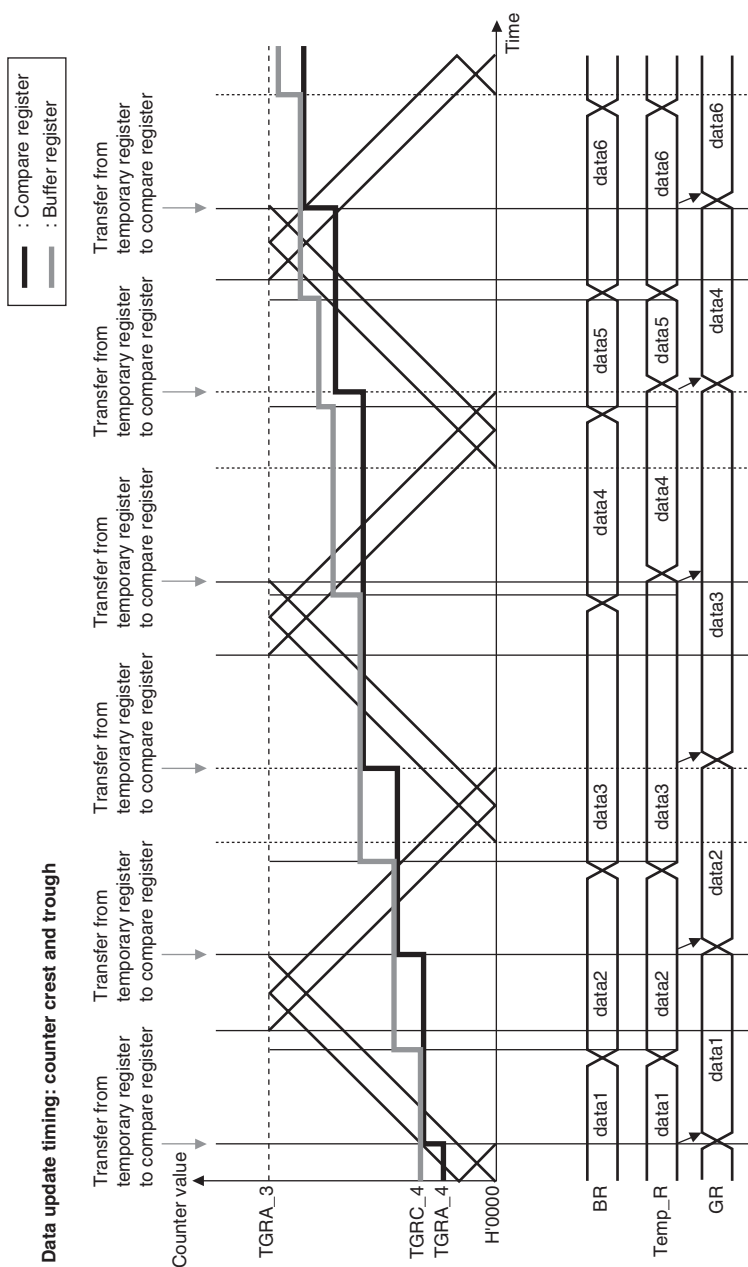 Data update timing: counter crest and trough
: Compare register
: Buffer register
Transfer from
temporary register
to compare register
Transfer from
temporary register
to compare register
Transfer from
temporary register
to compare register
Transfer from
temporary register
to compare register
Transfer from
temporary register
to compare register
Transfer from
temporary register
to compare register
Counter value
TGRA_3
TGRC_4
TGRA_4
H'0000
Time
BR
data1
data2
data3
data4
data5
data6
Temp_R
data1
data2
data3
data4
data5
data6
GR
data1
data2
data3
data4
data6